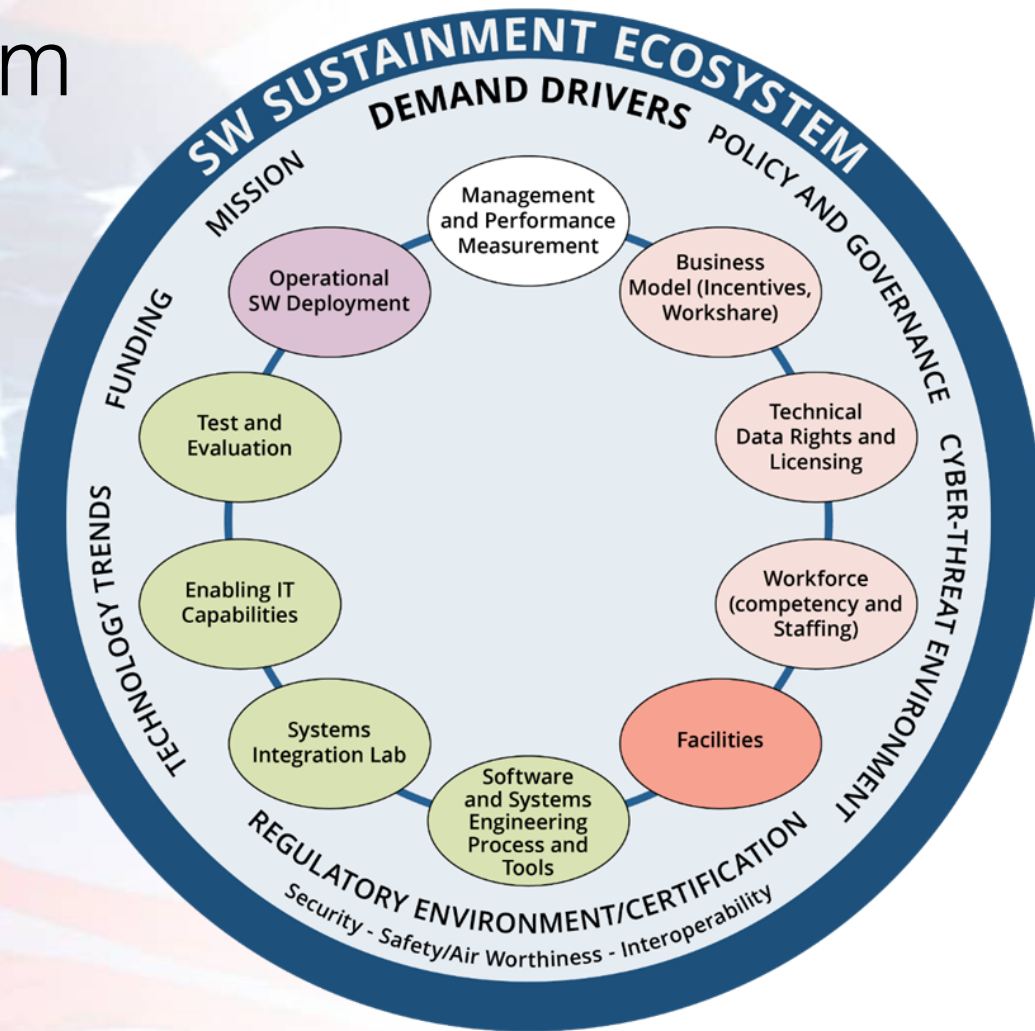 m
SW SUSTAINMENT ECOSYSTEM
DEMAND DRIVERS
MISSION
POLICY AND GOVERNANCE
FUNDING
CYBER-THREAT ENVIRONMENT
TECHNOLOGY TRENDS
REGULATORY ENVIRONMENT/CERTIFICATION
Security - Safety/Air Worthiness - Interoperability
Management
and Performance
Measurement
Business
Model (Incentives,
Workshare)
Technical
Data Rights and
Licensing
Workforce
(competency and
Staffing)
Facilities
Software
and Systems
Engineering
Process and
Tools
Systems
Integration Lab
Enabling IT
Capabilities
Test and
Evaluation
Operational
SW Deployment